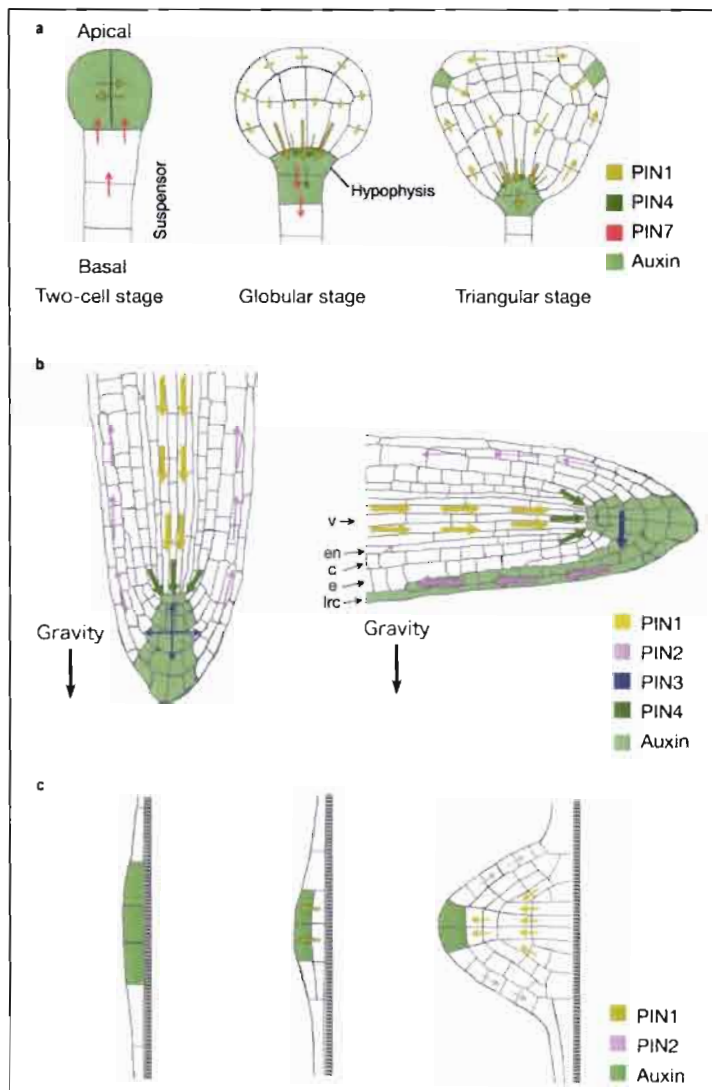 a
Apical
Suspensor
Hypophysis
Basal
Two-cell stage
Globular stage
Triangular stage
PIN1
PIN4
PIN7
Auxin
b
Gravity
v
en
c
e
lrc
Gravity
PIN1
PIN2
PIN3
PIN4
Auxin
c
PIN1
PIN2
Auxin